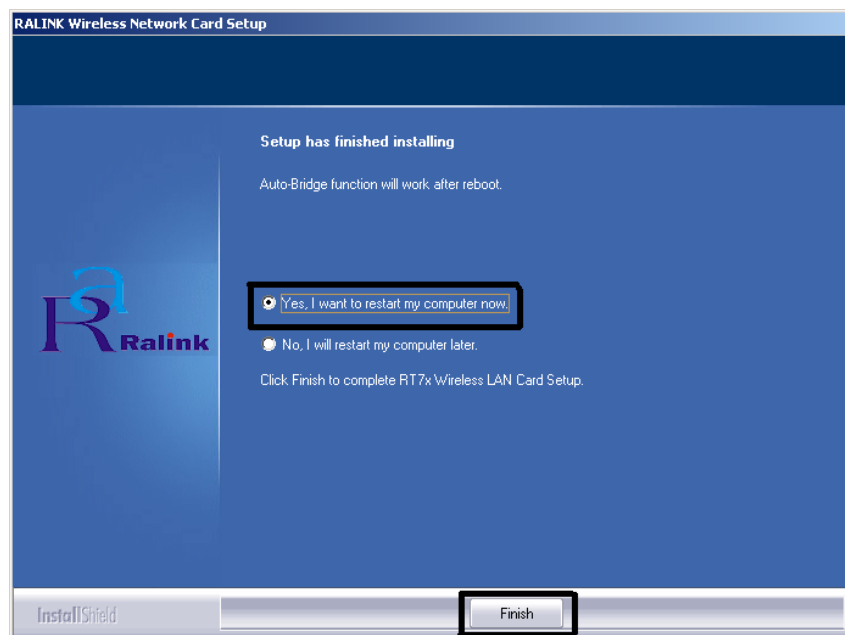 RALINK Wireless Network Card Setup
Setup has finished installing
Auto-Bridge function will work after reboot.
Yes, I want to restart my computer now.
No, I will restart my computer later.
Ra
Ralink
Click Finish to complete RT7x Wireless LAN Card Setup.
InstallShield
Finish